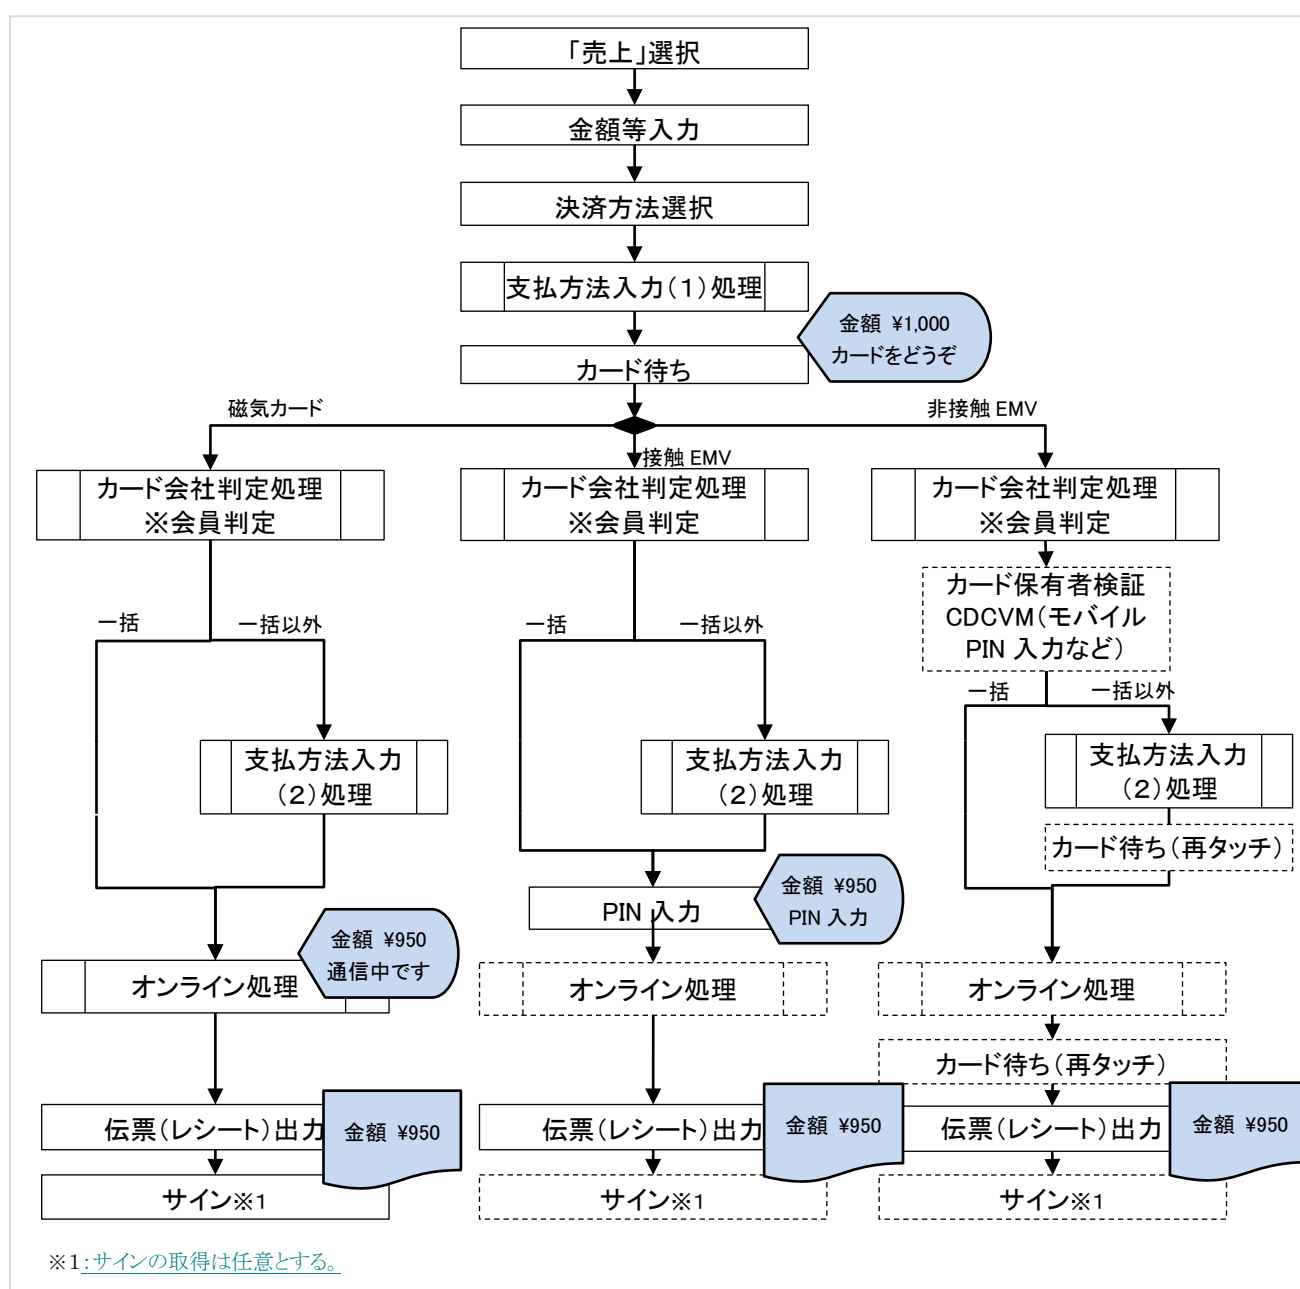 「売上」選択
金額等入力
決済方法選択
支払方法入力(1)処理
金額 ¥1,000
カードをどうぞ
カード待ち
磁気カード
接触 EMV
非接触 EMV
カード会社判定処理
※会員判定
カード会社判定処理
※会員判定
カード会社判定処理
※会員判定
カード保有者検証
CDCVM(モバイル
PIN 入力など)
一括
一括以外
一括
一括以外
一括
一括以外
支払方法入力
(2)処理
支払方法入力
(2)処理
支払方法入力
(2)処理
カード待ち(再タッチ)
金額 ¥950
PIN 入力
PIN 入力
金額 ¥950
通信中です
オンライン処理
オンライン処理
オンライン処理
カード待ち(再タッチ)
伝票(レシート)出力
金額 ¥950
伝票(レシート)出力
金額 ¥950
伝票(レシート)出力
金額 ¥950
サイン※1
サイン※1
サイン※1
※1:サインの取得は任意とする。